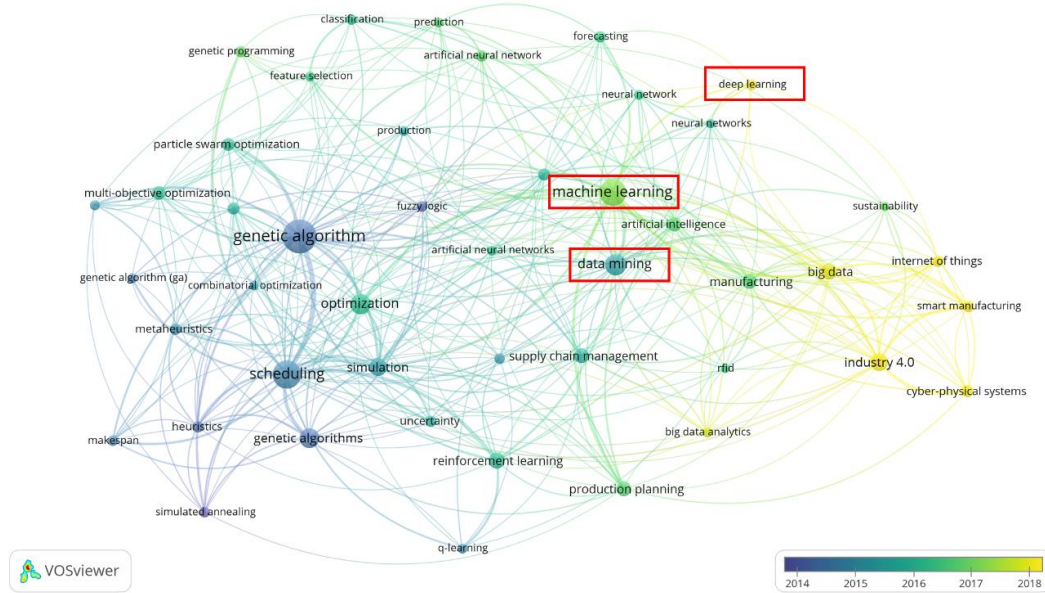 classification
prediction
forecasting
genetic programming
artificial neural network
feature selection
deep learning
neural network
production
neural networks
particle swarm optimization
multi-objective optimization
machine learning
fuzzy logic
sustainability
artificial intelligence
genetic algorithm
artificial neural networks
data mining
internet of things
genetic algorithm (ga)
combinatorial optimization
big data
manufacturing
optimization
smart manufacturing
metaheuristics
supply chain management
scheduling
simulation
rfid
industry 4.0
cyber-physical systems
uncertainty
heuristics
makespan
genetic algorithms
big data analytics
reinforcement learning
production planning
simulated annealing
q-learning
VOSviewer
2014 2015 2016 2017 2018